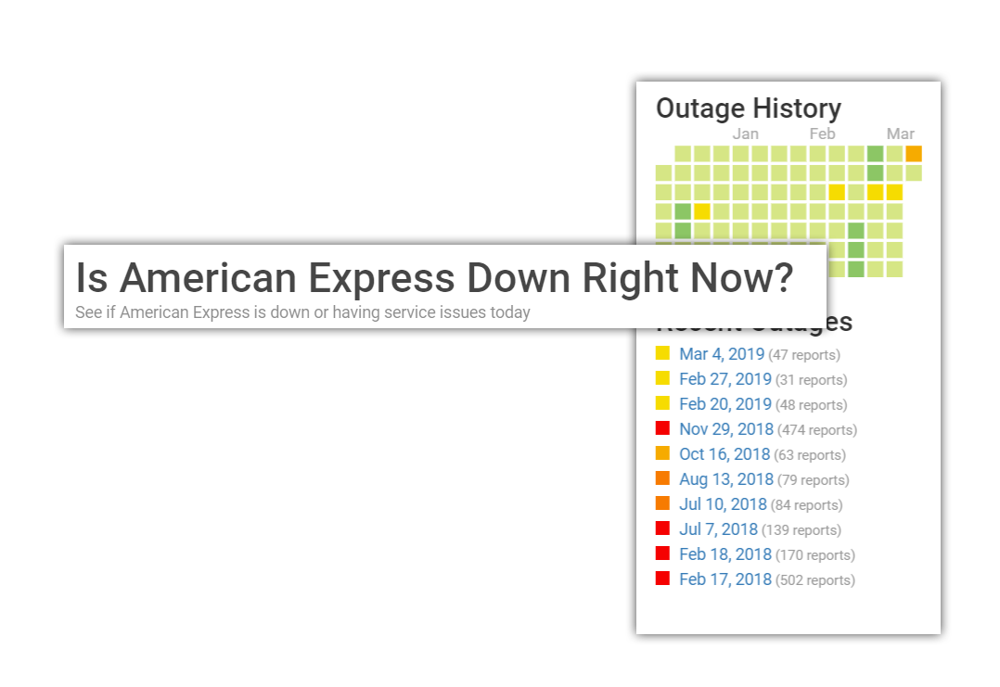 Outage History
Jan Feb Mar
Is American Express Down Right Now?
See if American Express is down or having service issues today
Recent Outages
Mar 4, 2019 (47 reports)
Feb 27, 2019 (31 reports)
Feb 20, 2019 (48 reports)
Nov 29, 2018 (474 reports)
Oct 16, 2018 (63 reports)
Aug 13, 2018 (79 reports)
Jul 10, 2018 (84 reports)
Jul 7, 2018 (139 reports)
Feb 18, 2018 (170 reports)
Feb 17, 2018 (502 reports)